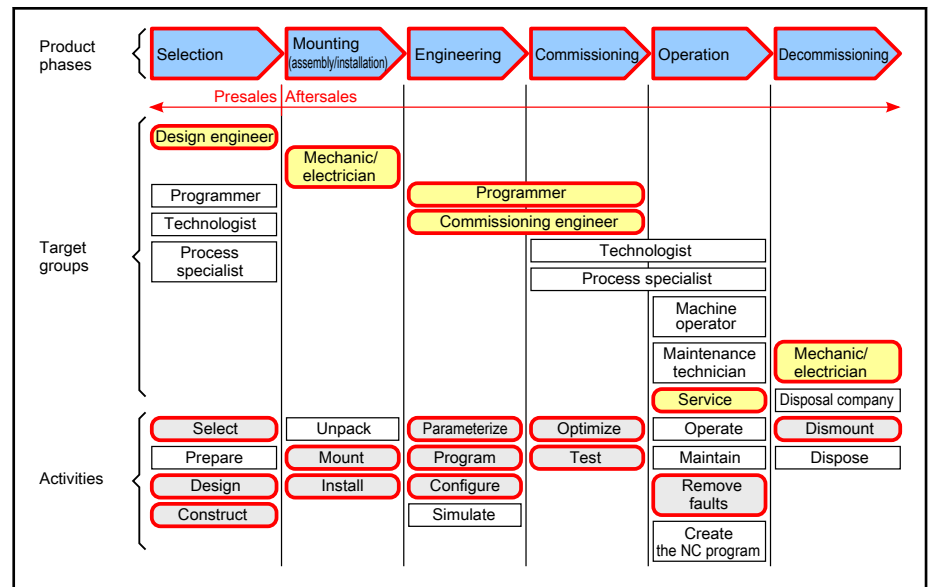 Product
phases
Selection
Mounting
(assembly/installation)
Engineering
Commissioning
Operation
Decommissioning
Presales
Aftersales
Target
groups
Design engineer
Mechanic/
electrician
Programmer
Programmer
Technologist
Commissioning engineer
Process
specialist
Technologist
Process specialist
Machine
operator
Maintenance
technician
Mechanic/
electrician
Service
Disposal company
Activities
Select
Unpack
Parameterize
Optimize
Operate
Dismount
Prepare
Mount
Program
Test
Maintain
Dispose
Design
Install
Configure
Remove
faults
Construct
Simulate
Create
the NC program